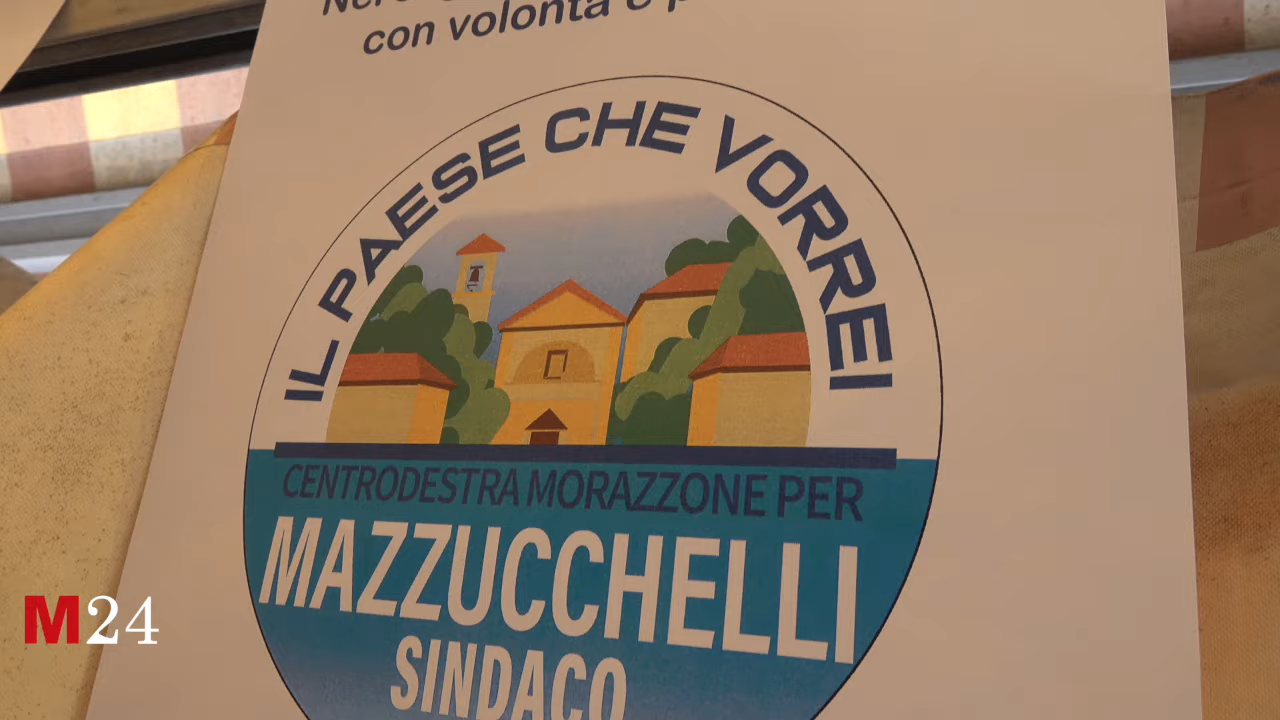 con volontà e
IL PAESE CHE VORREI
CENTRODESTRA MORAZZONE PER
MAZZUCCHELLI
SINDACO
M24